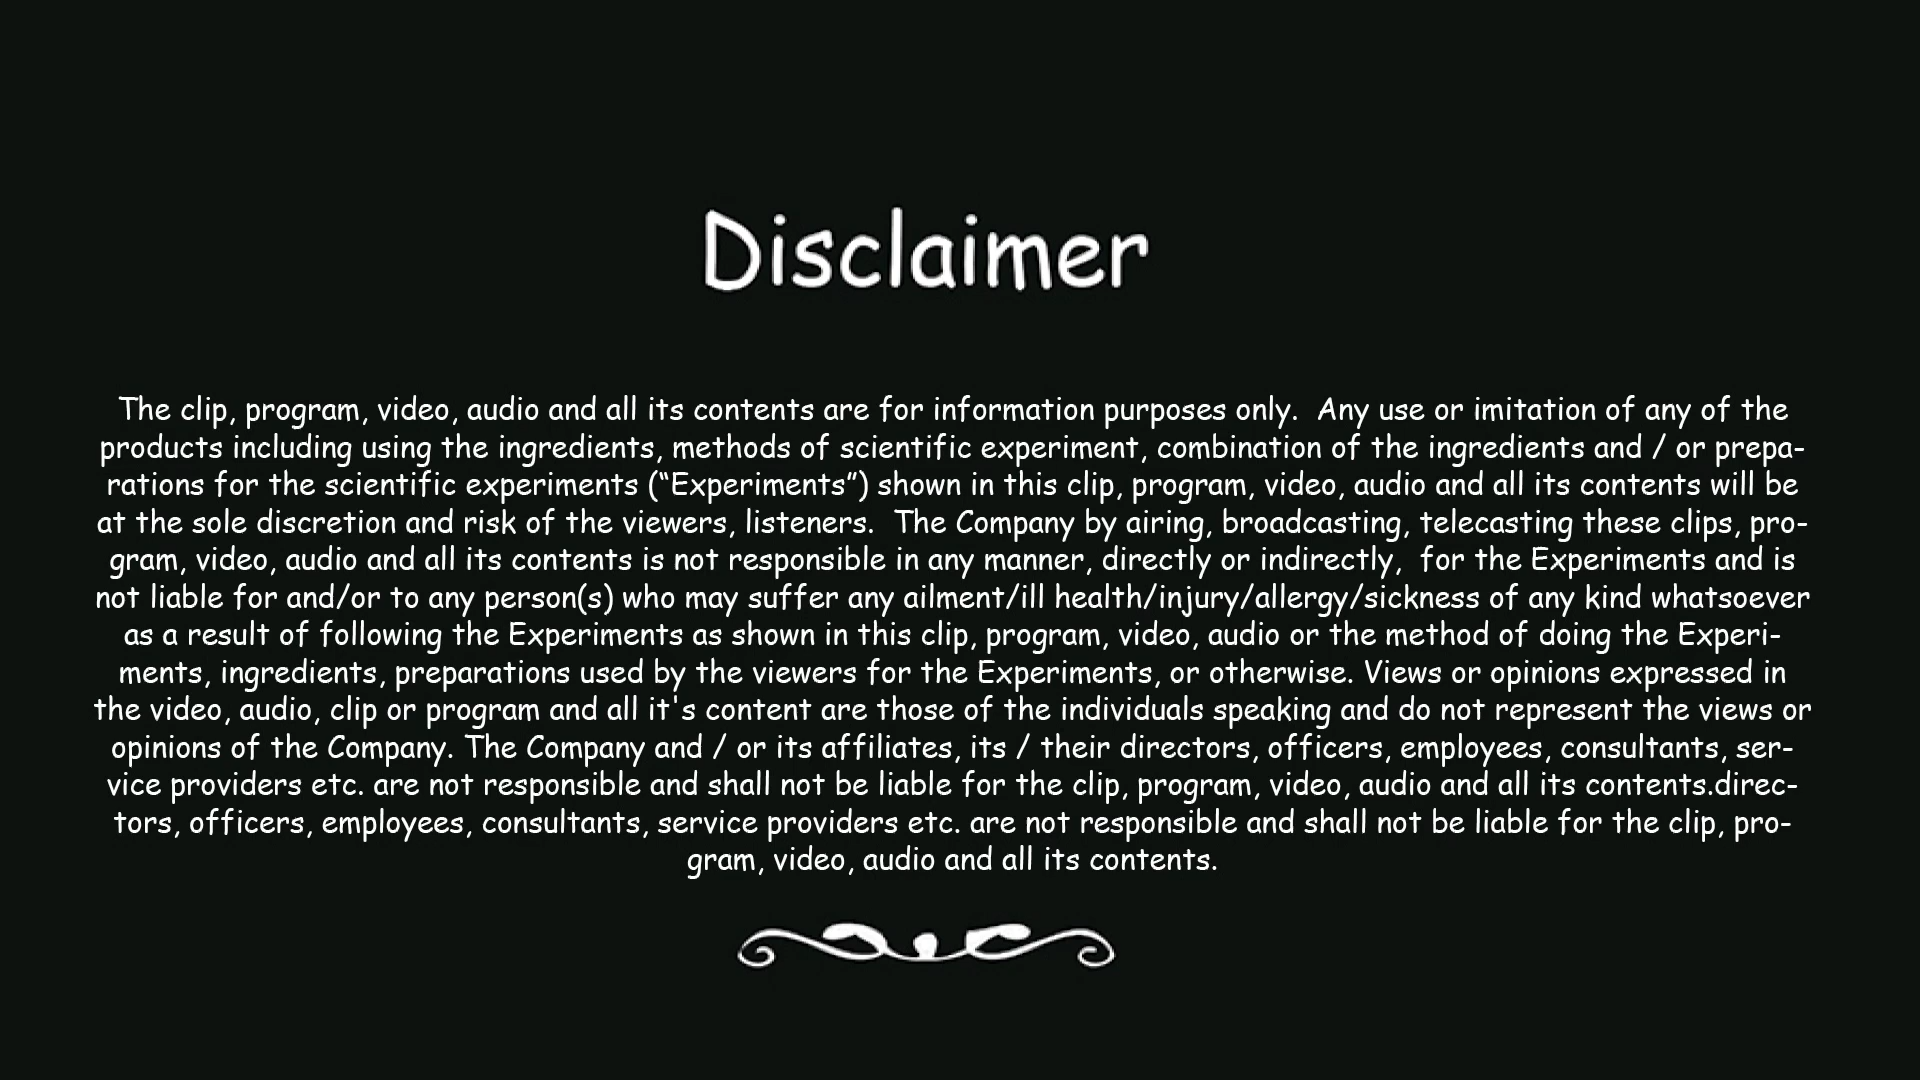 Disclaimer
The clip, program, video, audio and all its contents are for information purposes only.  Any use or imitation of any of the
products including using the ingredients, methods of scientific experiment, combination of the ingredients and / or prepa-
rations for the scientific experiments (“Experiments”) shown in this clip, program, video, audio and all its contents will be
at the sole discretion and risk of the viewers, listeners.  The Company by airing, broadcasting, telecasting these clips, pro-
gram, video, audio and all its contents is not responsible in any manner, directly or indirectly,  for the Experiments and is
not liable for and/or to any person(s) who may suffer any ailment/ill health/injury/allergy/sickness of any kind whatsoever
as a result of following the Experiments as shown in this clip, program, video, audio or the method of doing the Experi-
ments, ingredients, preparations used by the viewers for the Experiments, or otherwise. Views or opinions expressed in
the video, audio, clip or program and all it's content are those of the individuals speaking and do not represent the views or
opinions of the Company. The Company and / or its affiliates, its / their directors, officers, employees, consultants, ser-
vice providers etc. are not responsible and shall not be liable for the clip, program, video, audio and all its contents.direc-
tors, officers, employees, consultants, service providers etc. are not responsible and shall not be liable for the clip, pro-
gram, video, audio and all its contents.